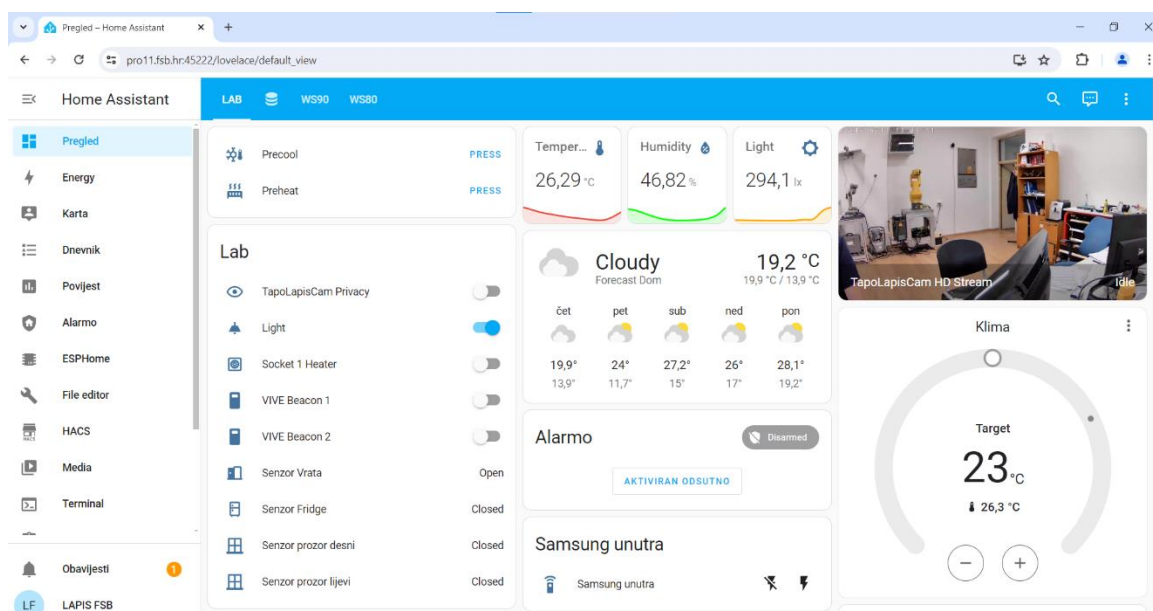 Pregled – Home Assistant
pro11.fsb.hr:45222/lovelace/default_view
Home Assistant
LAB
WS90
WS80
Pregled
Energy
Karta
Dnevnik
Povijest
Alarmo
ESPHome
File editor
HACS
Media
Terminal
Obavijesti
1
LF
LAPIS FSB
Precool
PRESS
Preheat
PRESS
Lab
TapoLapisCam Privacy
Light
Socket 1 Heater
VIVE Beacon 1
VIVE Beacon 2
Senzor Vrata
Open
Senzor Fridge
Closed
Senzor prozor desni
Closed
Senzor prozor lijevi
Closed
Temper...
26,29 °C
Humidity
46,82 %
Light
294,1 lx
Cloudy
Forecast Dom
19,2 °C
19,9 °C / 13,9 °C
čet pet sub ned pon
19,9° 24° 27,2° 26° 28,1°
13,9° 11,7° 15° 17° 19,2°
Alarmo
Disarmed
AKTIVIRAN ODSUTNO
Samsung unutra
Samsung unutra
TapoLapisCam HD Stream
Idle
Klima
Target
23 °C
26,3 °C